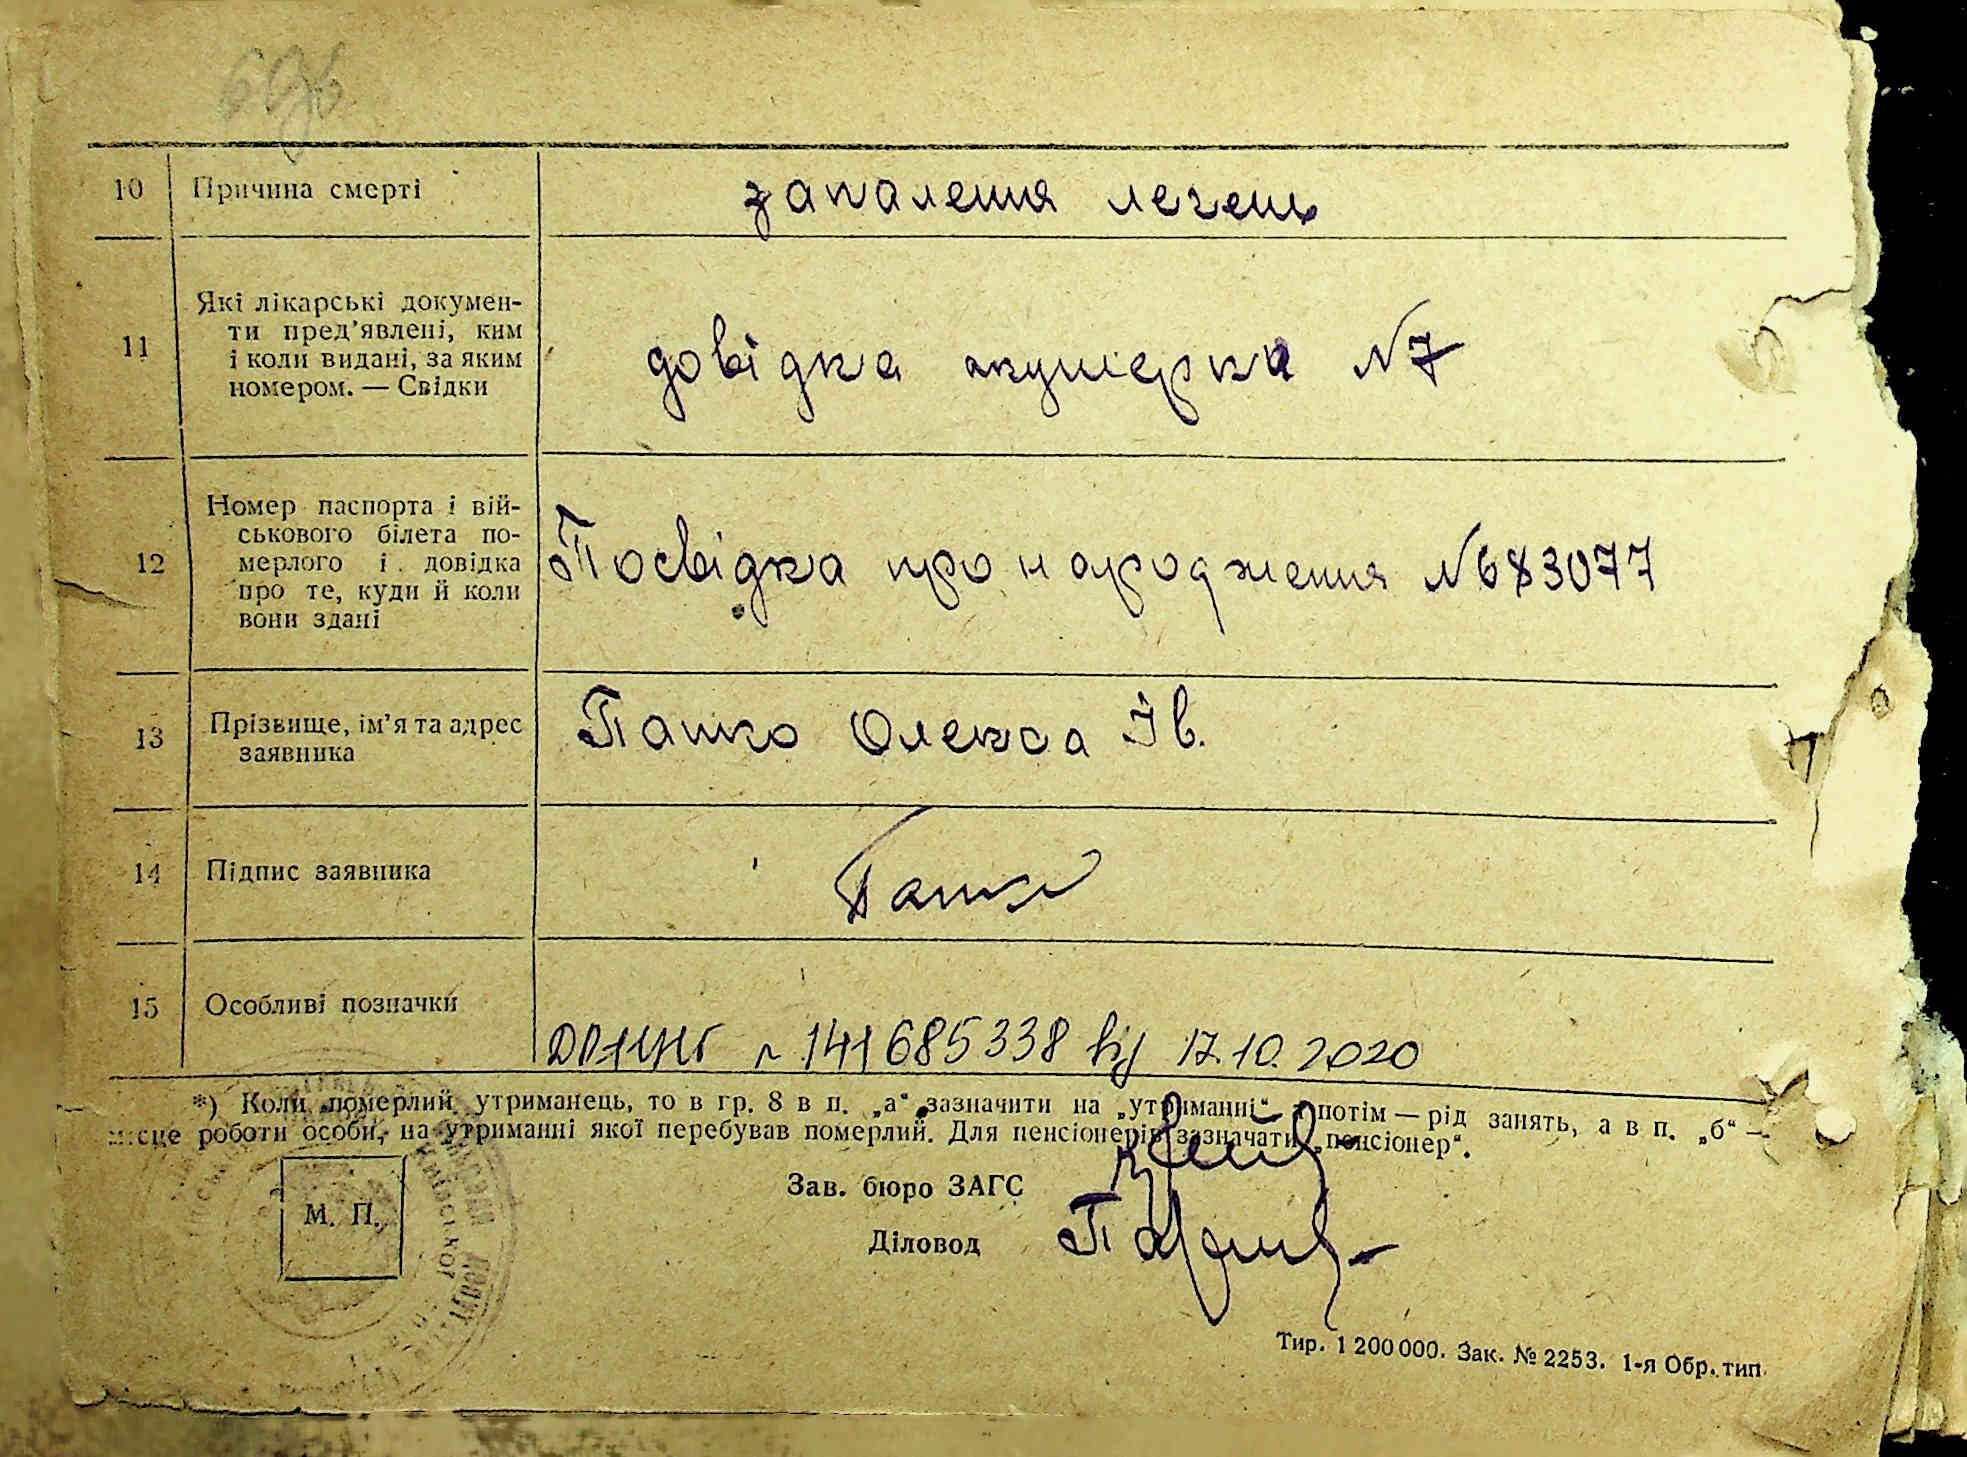 10 Причина смерті запалення легень
11 Які лікарські докумен-
ти пред'явлені, ким
і коли видані, за яким
номером. — Свідки
довідка акушерка №7
12 Номер паспорта і вій-
ськового білета по-
мерлого і довідка
про те, куди й коли
вони здані
Посвідка про народження №683077
13 Прізвище, ім'я та адрес
заявника
Пашко Олекса Ів.
14 Підпис заявника Пашко
15 Особливі позначки
№ 141685338 від 17.10.2020
*) Коли померлий утриманець, то в гр. 8 в п. „а“ зазначити на „утриманні“ а потім — рід занять, а в п. „б“ —
місце роботи особи, на утриманні якої перебував померлий. Для пенсіонерів зазначати „пенсіонер“.
М. П.
Зав. бюро ЗАГС
Діловод
Тир. 1 200 000. Зак. № 2253. 1-я Обр. тип.